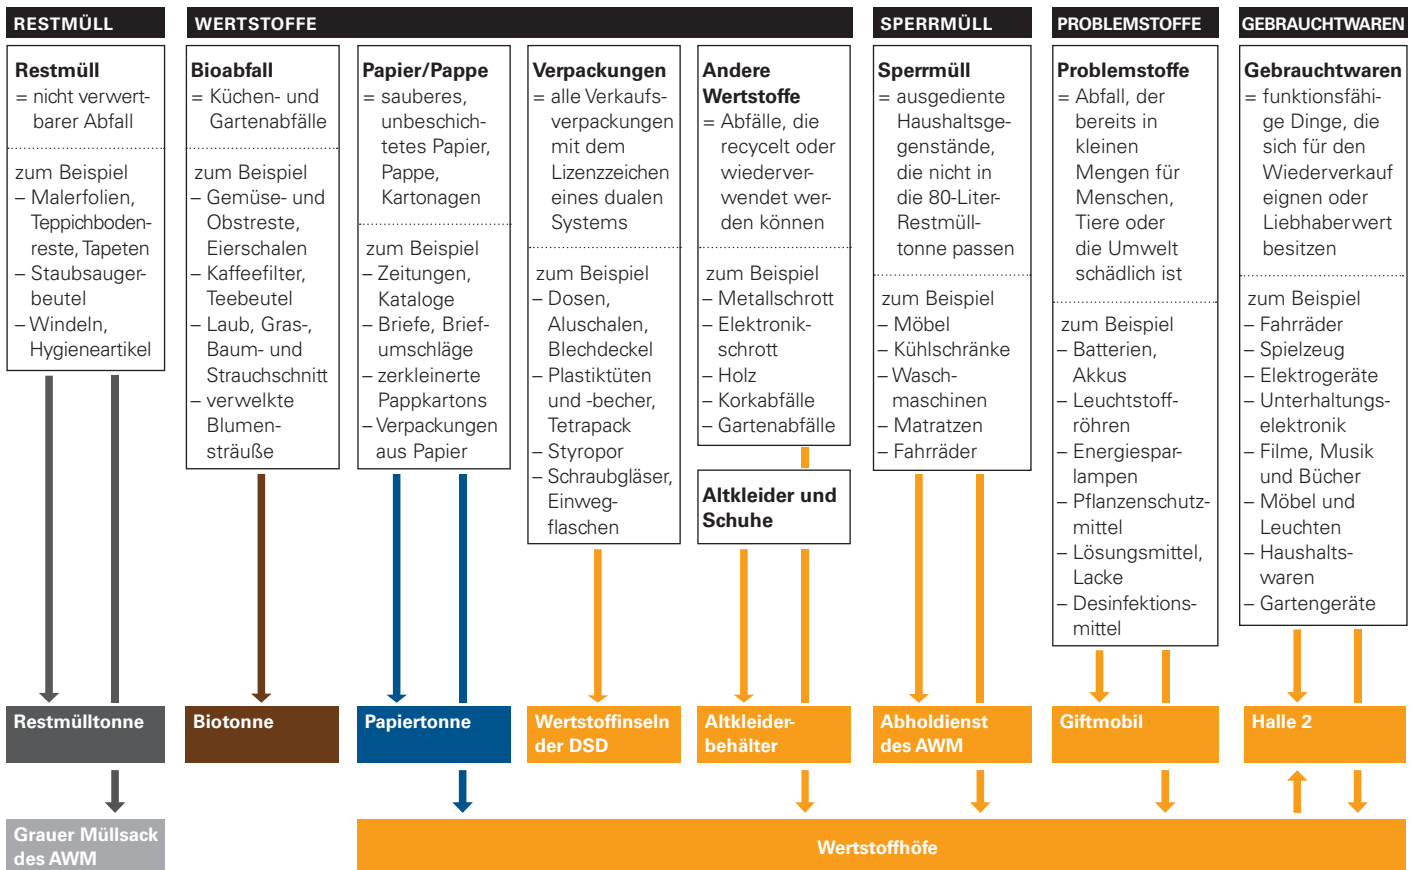 RESTMÜLL
WERTSTOFFE
SPERRMÜLL
PROBLEMSTOFFE
GEBRAUCHTWAREN
Restmüll
= nicht verwert-
barer Abfall
zum Beispiel
– Malerfolien,
Teppichboden-
reste, Tapeten
– Staubsauger-
beutel
– Windeln,
Hygieneartikel
Bioabfall
= Küchen- und
Gartenabfälle
zum Beispiel
– Gemüse- und
Obstreste,
Eierschalen
– Kaffeefilter,
Teebeutel
– Laub, Gras-,
Baum- und
Strauchschnitt
– verwelkte
Blumen-
sträuße
Papier/Pappe
= sauberes,
unbeschich-
tetes Papier,
Pappe,
Kartonagen
zum Beispiel
– Zeitungen,
Kataloge
– Briefe, Brief-
umschläge
– zerkleinerte
Pappkartons
– Verpackungen
aus Papier
Verpackungen
= alle Verkaufs-
verpackungen
mit dem
Lizenzzeichen
eines dualen
Systems
zum Beispiel
– Dosen,
Aluschalen,
Blechdeckel
– Plastiktüten
und -becher,
Tetrapack
– Styropor
– Schraubgläser,
Einweg-
flaschen
Andere
Wertstoffe
= Abfälle, die
recycelt oder
wiederver-
wendet wer-
den können
zum Beispiel
– Metallschrott
– Elektronik-
schrott
– Holz
– Korkabfälle
– Gartenabfälle
Altkleider und
Schuhe
Sperrmüll
= ausgediente
Haushaltsge-
genstände,
die nicht in
die 80-Liter-
Restmüll-
tonne passen
zum Beispiel
– Möbel
– Kühlschränke
– Wasch-
maschinen
– Matratzen
– Fahrräder
Problemstoffe
= Abfall, der
bereits in
kleinen
Mengen für
Menschen,
Tiere oder
die Umwelt
schädlich ist
zum Beispiel
– Batterien,
Akkus
– Leuchtstoff-
röhren
– Energiespar-
lampen
– Pflanzenschutz-
mittel
– Lösungsmittel,
Lacke
– Desinfektions-
mittel
Gebrauchtwaren
= funktionsfähi-
ge Dinge, die
sich für den
Wiederverkauf
eignen oder
Liebhaberwert
besitzen
zum Beispiel
– Fahrräder
– Spielzeug
– Elektrogeräte
– Unterhaltungs-
elektronik
– Filme, Musik
und Bücher
– Möbel und
Leuchten
– Haushalts-
waren
– Gartengeräte
Restmülltonne
Biotonne
Papiertonne
Wertstoffinseln
der DSD
Altkleider-
behälter
Abholdienst
des AWM
Giftmobil
Halle 2
Grauer Müllsack
des AWM
Wertstoffhöfe